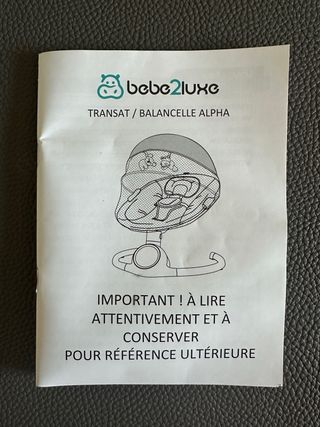 bebe2luxe
TRANSAT / BALANCELLE ALPHA
IMPORTANT ! À LIRE
ATTENTIVEMENT ET À
CONSERVER
POUR RÉFÉRENCE ULTÉRIEURE